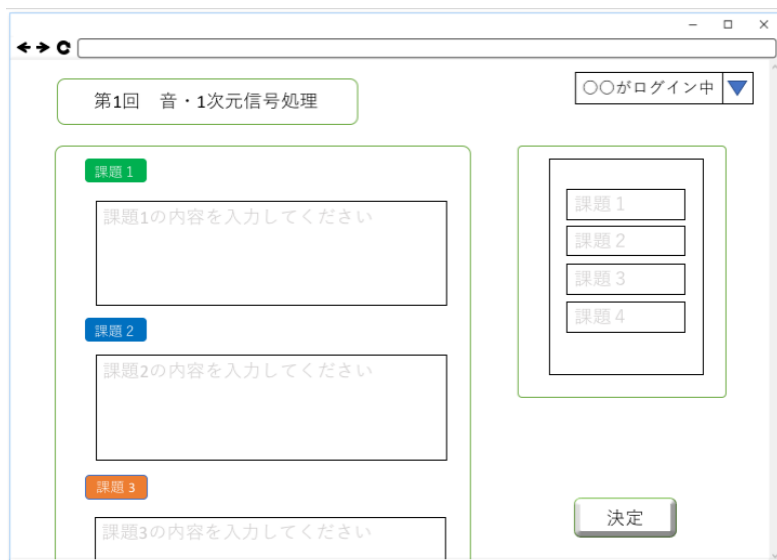 〇〇がログイン中
第1回　音・1次元信号処理
課題 1
課題1の内容を入力してください
課題 2
課題2の内容を入力してください
課題 3
課題3の内容を入力してください
課題 1
課題 2
課題 3
課題 4
決定